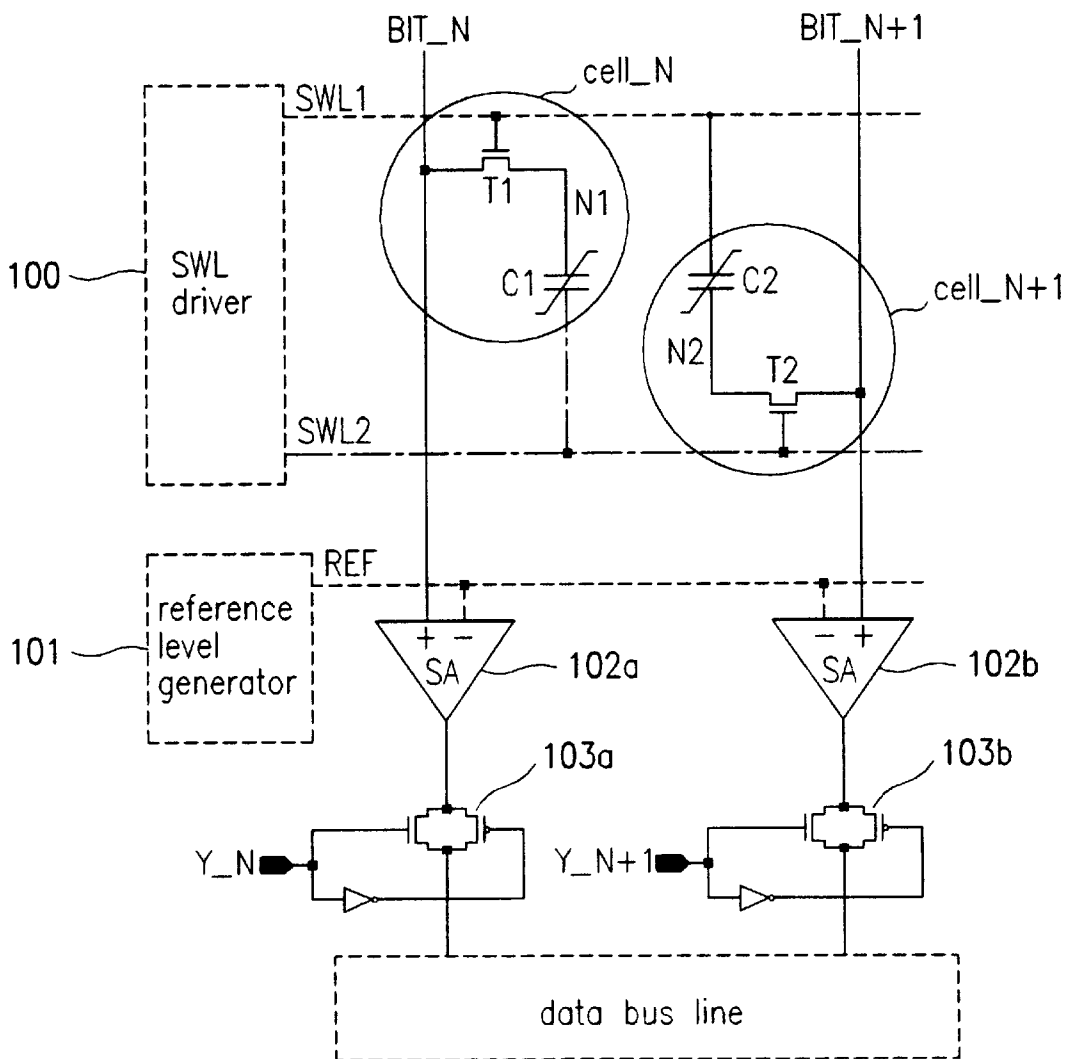 BIT_N
BIT_N+1
cell_N
SWL1
T1
N1
100
SWL
driver
C1
C2
cell_N+1
N2
T2
SWL2
REF
reference
level
generator
101
+ −
SA
102a
− +
SA
102b
103a
103b
Y_N
Y_N+1
data bus line